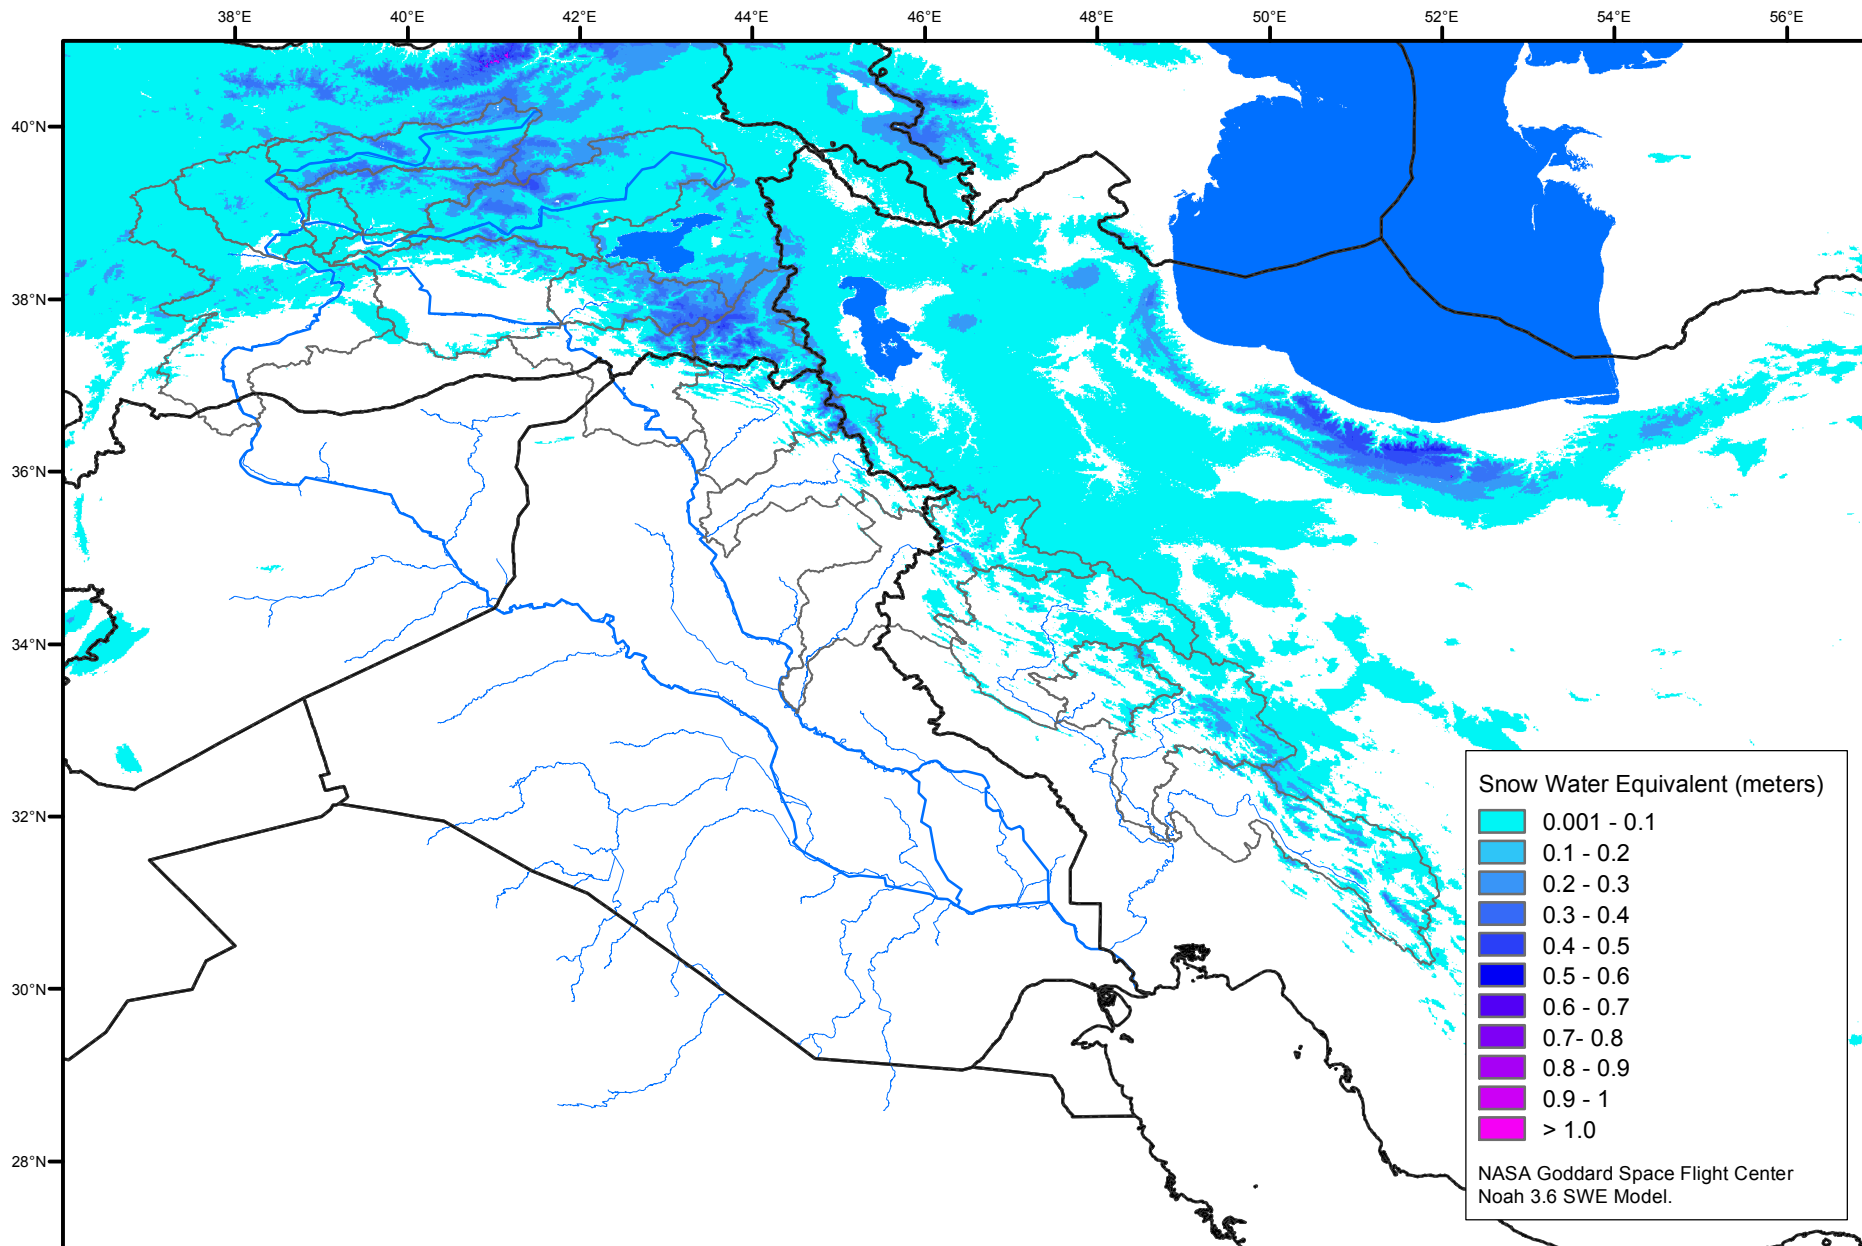 38°E 40°E 42°E 44°E 46°E 48°E 50°E 52°E 54°E 56°E
40°N
38°N
36°N
34°N
32°N
30°N
28°N
Snow Water Equivalent (meters)
0.001 - 0.1
0.1 - 0.2
0.2 - 0.3
0.3 - 0.4
0.4 - 0.5
0.5 - 0.6
0.6 - 0.7
0.7- 0.8
0.8 - 0.9
0.9 - 1
> 1.0
NASA Goddard Space Flight Center
Noah 3.6 SWE Model.